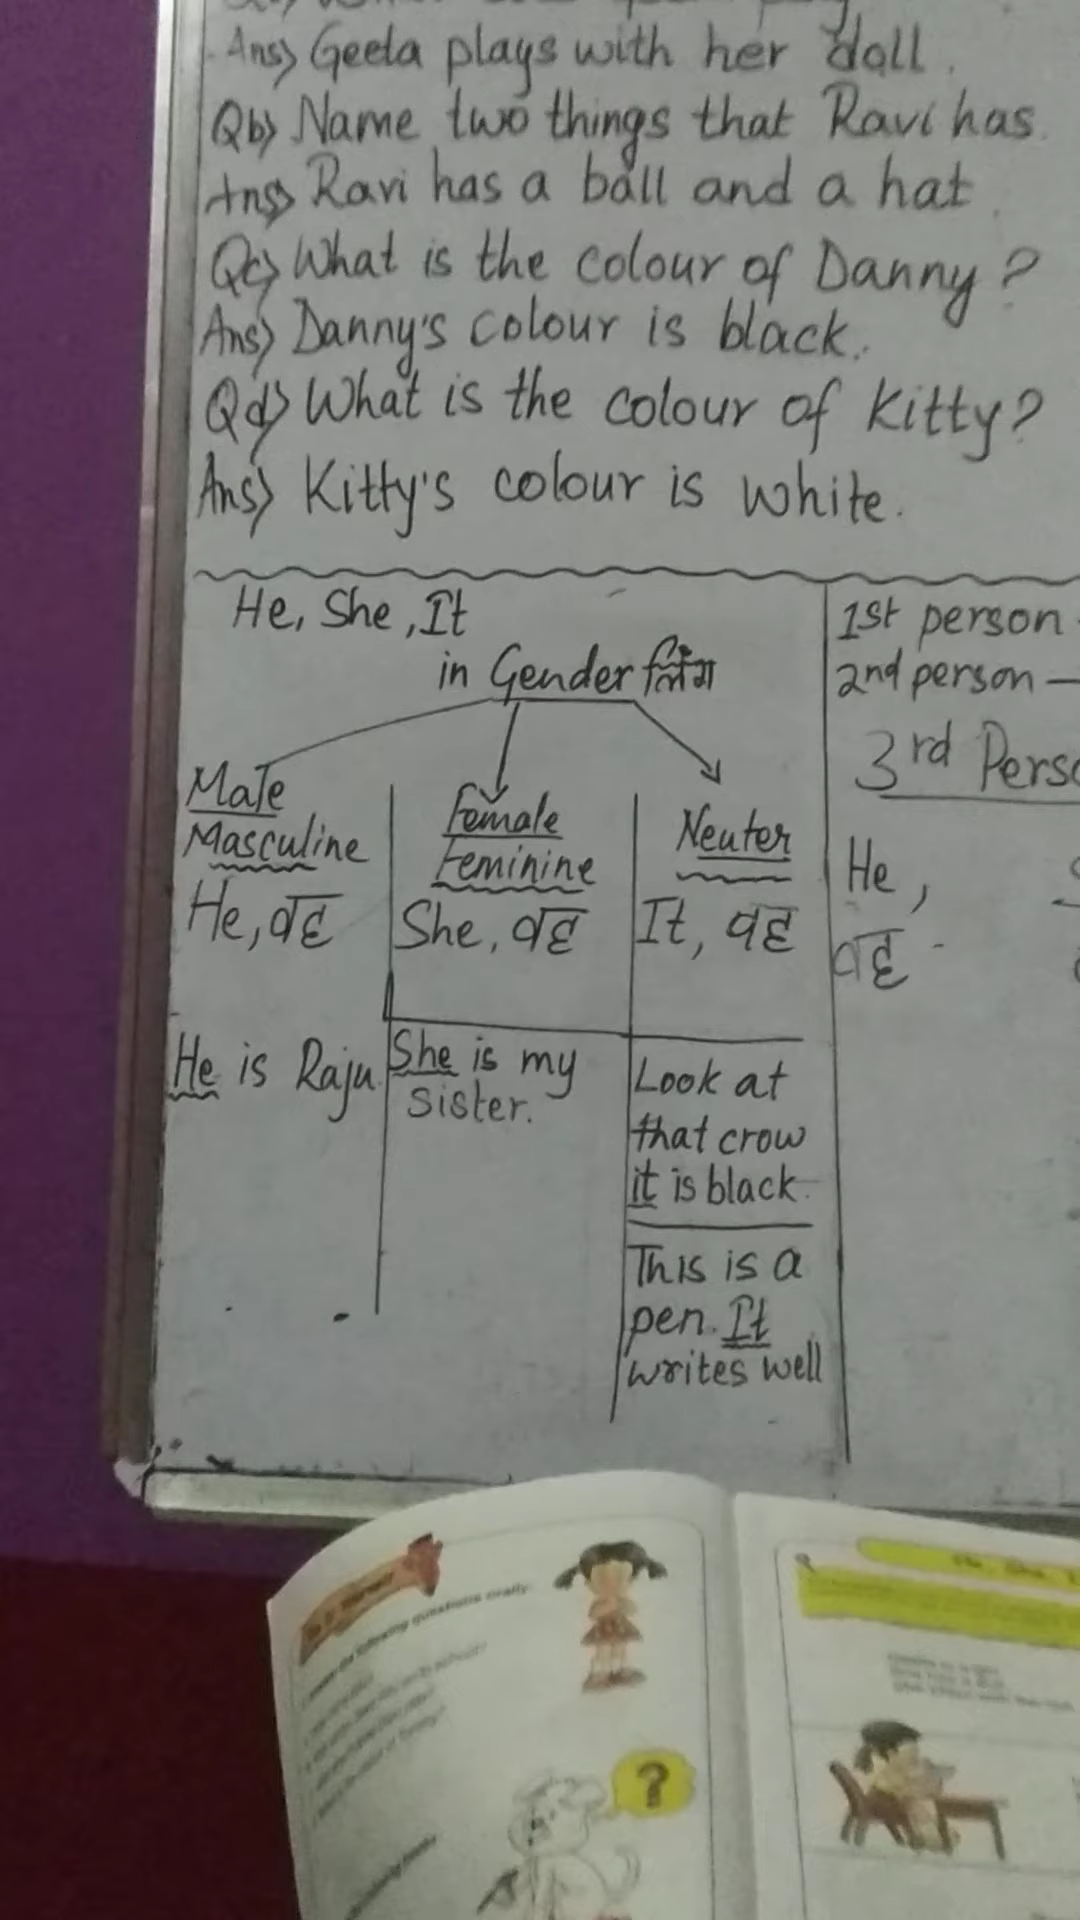 Ans) Geeta plays with her doll.
Qb) Name two things that Ravi has.
Ans) Ravi has a ball and a hat.
Qc) What is the colour of Danny?
Ans) Danny's colour is black.
Qd) What is the colour of Kitty?
Ans) Kitty's colour is white.
He, She, It
in Gender लिंग
Male
Masculine
He, वह
He is Raju.
Female
Feminine
She, वह
She is my
sister.
Neuter
It, वह
Look at
that crow
it is black.
This is a
pen. It
writes well
1st person -
2nd person —
3rd Perso
He,
वह -
following questions orally:
?